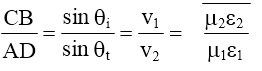 CB/AD = sin θi/sin θt = v1/v2 = μ2ε2/μ1ε1